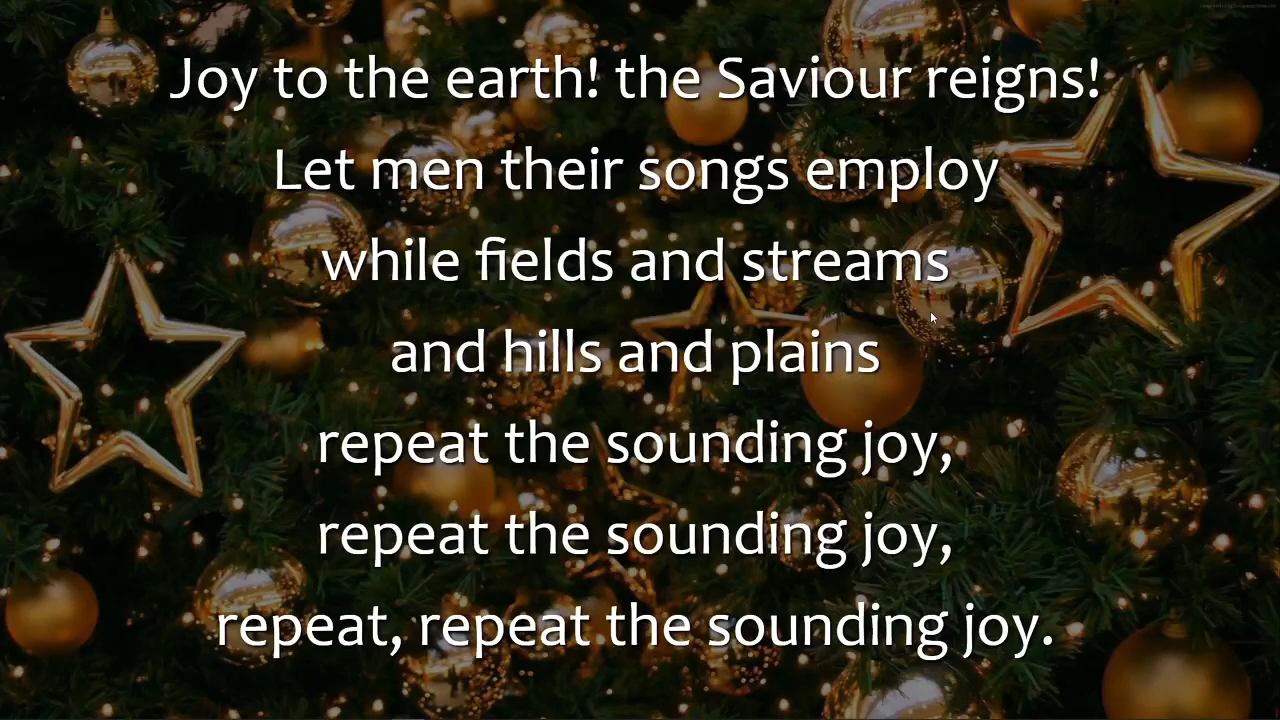 Joy to the earth! the Saviour reigns!
Let men their songs employ
while fields and streams
and hills and plains
repeat the sounding joy,
repeat the sounding joy,
repeat, repeat the sounding joy.